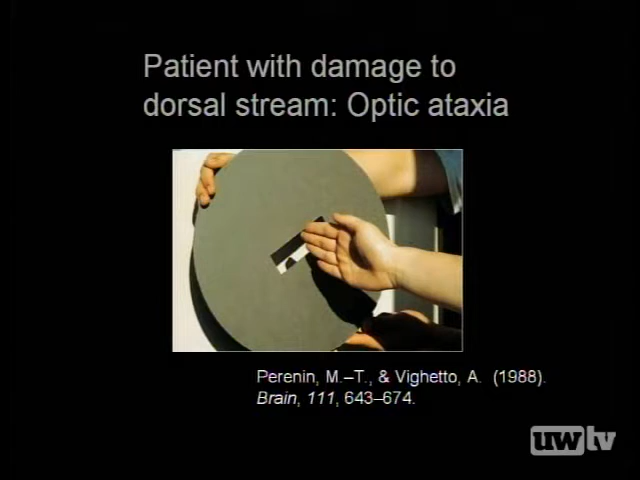 Patient with damage to
dorsal stream: Optic ataxia
Perenin, M.–T., & Vighetto, A. (1988).
Brain, 111, 643–674.
uwtv